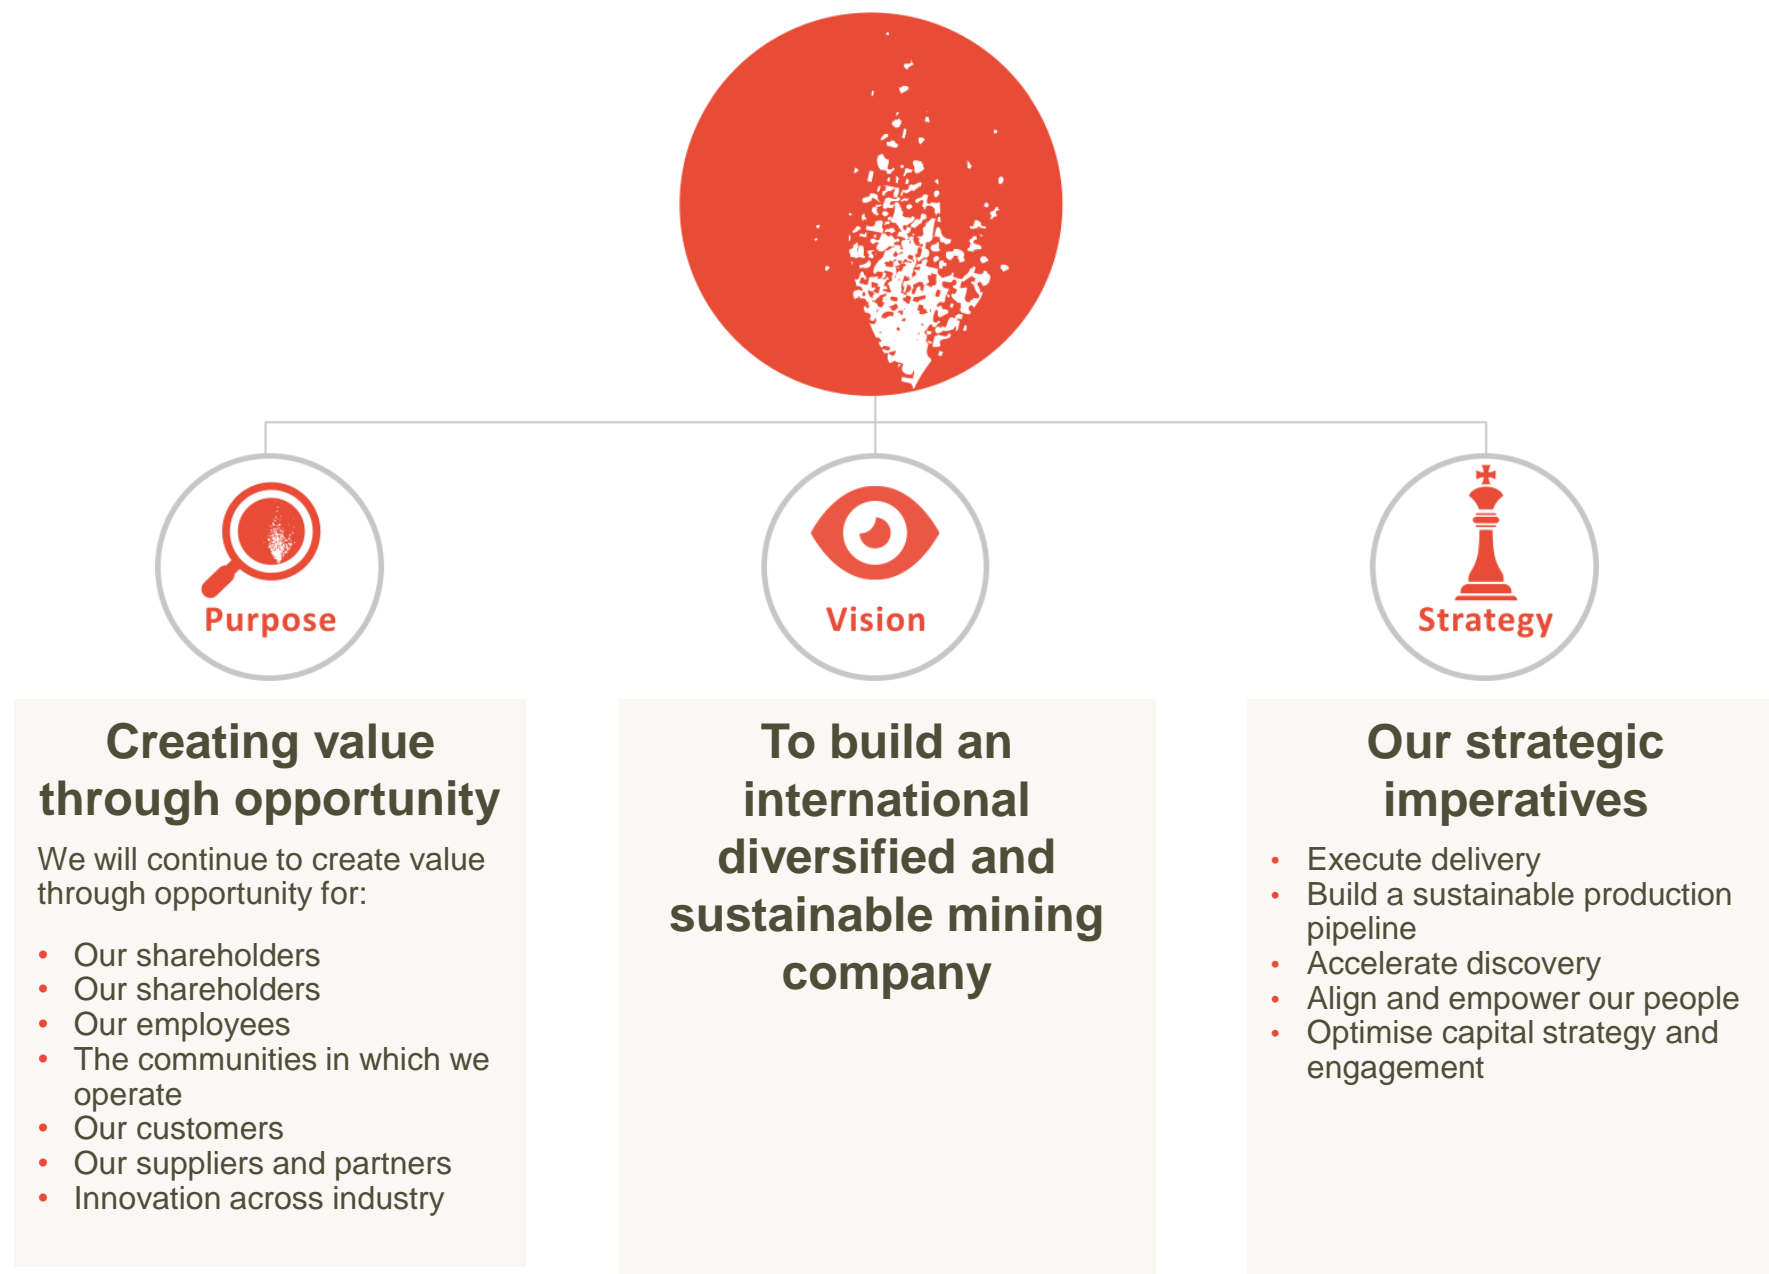 Purpose
Vision
Strategy
Creating value
through opportunity
We will continue to create value
through opportunity for:
• Our shareholders
• Our shareholders
• Our employees
• The communities in which we
operate
• Our customers
• Our suppliers and partners
• Innovation across industry
To build an
international
diversified and
sustainable mining
company
Our strategic
imperatives
• Execute delivery
• Build a sustainable production
pipeline
• Accelerate discovery
• Align and empower our people
• Optimise capital strategy and
engagement